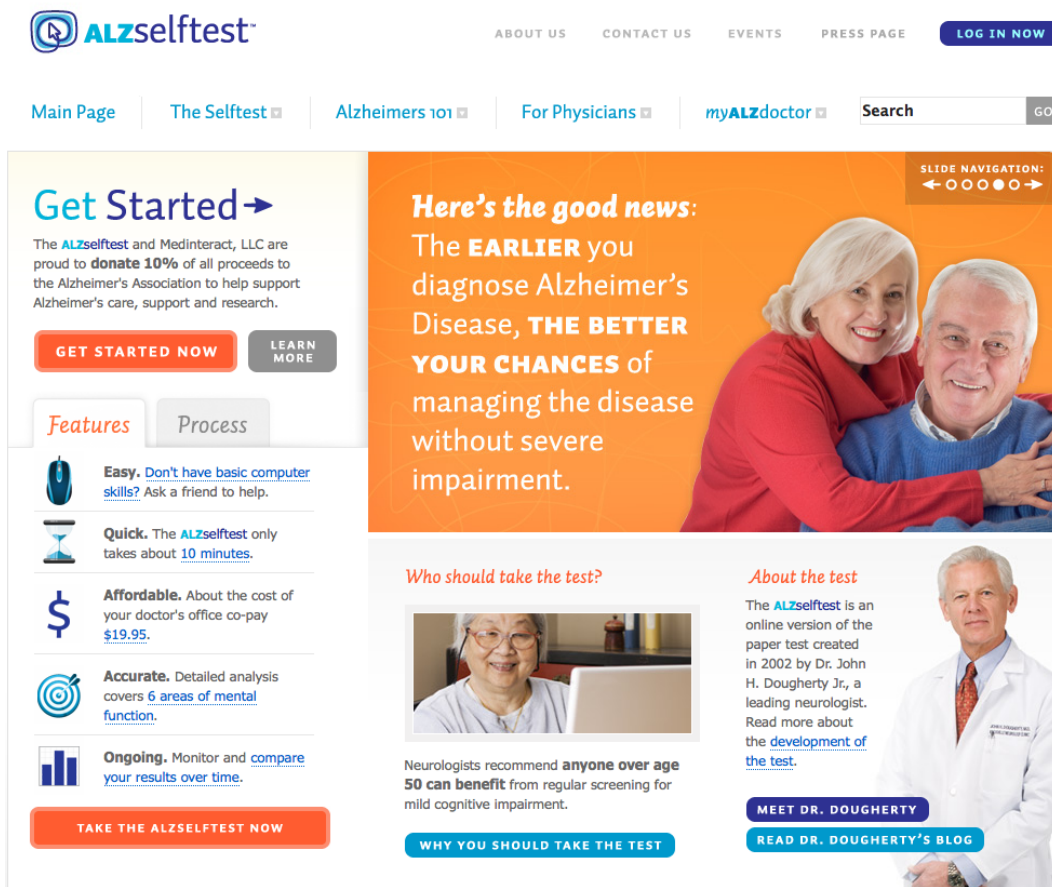 ALZselftest™
ABOUT US CONTACT US EVENTS PRESS PAGE LOG IN NOW
Main Page The Selftest Alzheimers 101 For Physicians myALZdoctor Search GO
SLIDE NAVIGATION:
Get Started
The ALZselftest and Medinteract, LLC are
proud to donate 10% of all proceeds to
the Alzheimer's Association to help support
Alzheimer's care, support and research.
GET STARTED NOW
LEARN
MORE
Here's the good news:
The EARLIER you
diagnose Alzheimer's
Disease, THE BETTER
YOUR CHANCES of
managing the disease
without severe
impairment.
Features Process
Easy. Don't have basic computer
skills? Ask a friend to help.
Quick. The ALZselftest only
takes about 10 minutes.
$
Affordable. About the cost of
your doctor's office co-pay
$19.95.
Accurate. Detailed analysis
covers 6 areas of mental
function.
Ongoing. Monitor and compare
your results over time.
TAKE THE ALZSELFTEST NOW
Who should take the test?
Neurologists recommend anyone over age
50 can benefit from regular screening for
mild cognitive impairment.
WHY YOU SHOULD TAKE THE TEST
About the test
The ALZselftest is an
online version of the
paper test created
in 2002 by Dr. John
H. Dougherty Jr., a
leading neurologist.
Read more about
the development of
the test.
MEET DR. DOUGHERTY
READ DR. DOUGHERTY'S BLOG